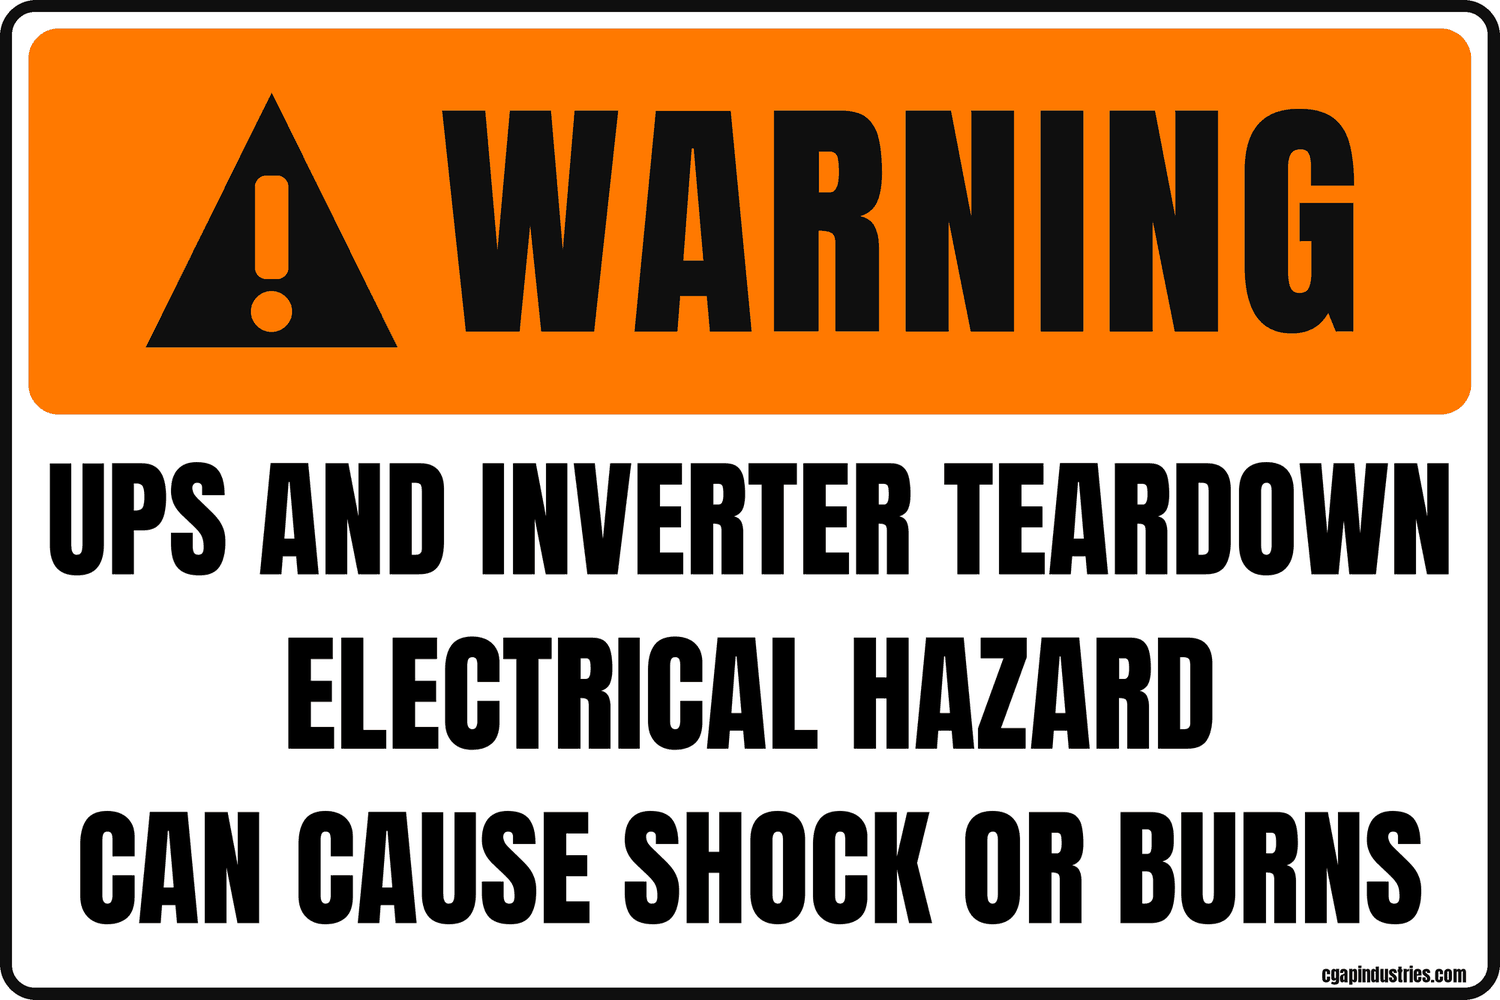 WARNING
UPS AND INVERTER TEARDOWN
ELECTRICAL HAZARD
CAN CAUSE SHOCK OR BURNS
cgapindustries.com